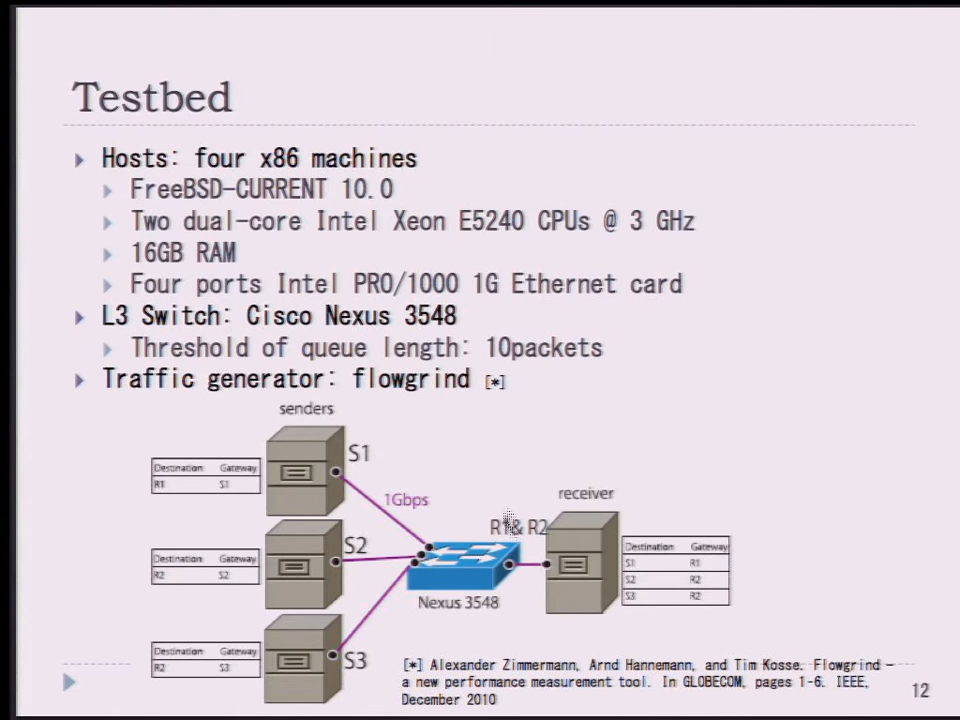 Testbed
Hosts: four x86 machines
FreeBSD-CURRENT 10.0
Two dual-core Intel Xeon E5240 CPUs @ 3 GHz
16GB RAM
Four ports Intel PRO/1000 1G Ethernet card
L3 Switch: Cisco Nexus 3548
Threshold of queue length: 10packets
Traffic generator: flowgrind [*]
senders
S1
Destination Gateway
R1 S1
1Gbps
receiver
R1& R2
S2
Destination Gateway
R2 S2
Destination Gateway
S1 R1
S2 R2
S3 R2
Nexus 3548
S3
Destination Gateway
R2 S3
[*] Alexander Zimmermann, Arnd Hannemann, and Tim Kosse. Flowgrind –
a new performance measurement tool. In GLOBECOM, pages 1-6. IEEE,
December 2010
12